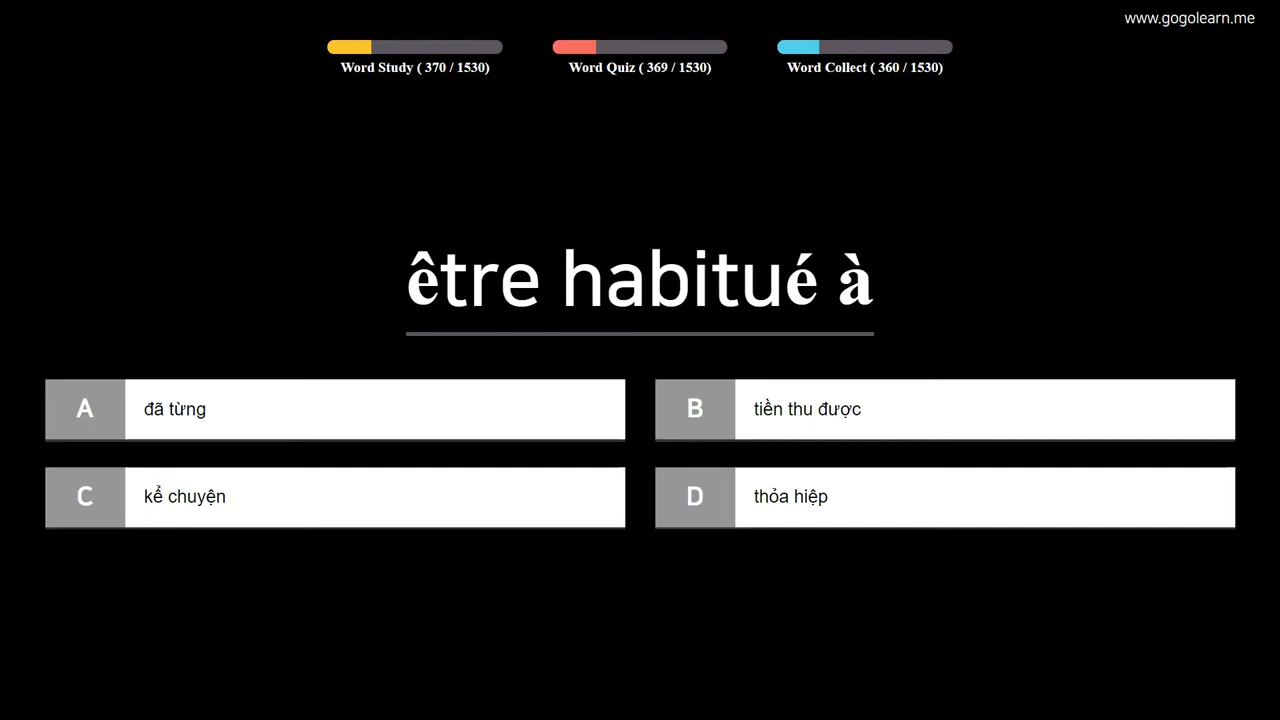 www.gogolearn.me
Word Study ( 370 / 1530)
Word Quiz ( 369 / 1530)
Word Collect ( 360 / 1530)
être habitué à
A đã từng
B tiền thu được
C kể chuyện
D thỏa hiệp